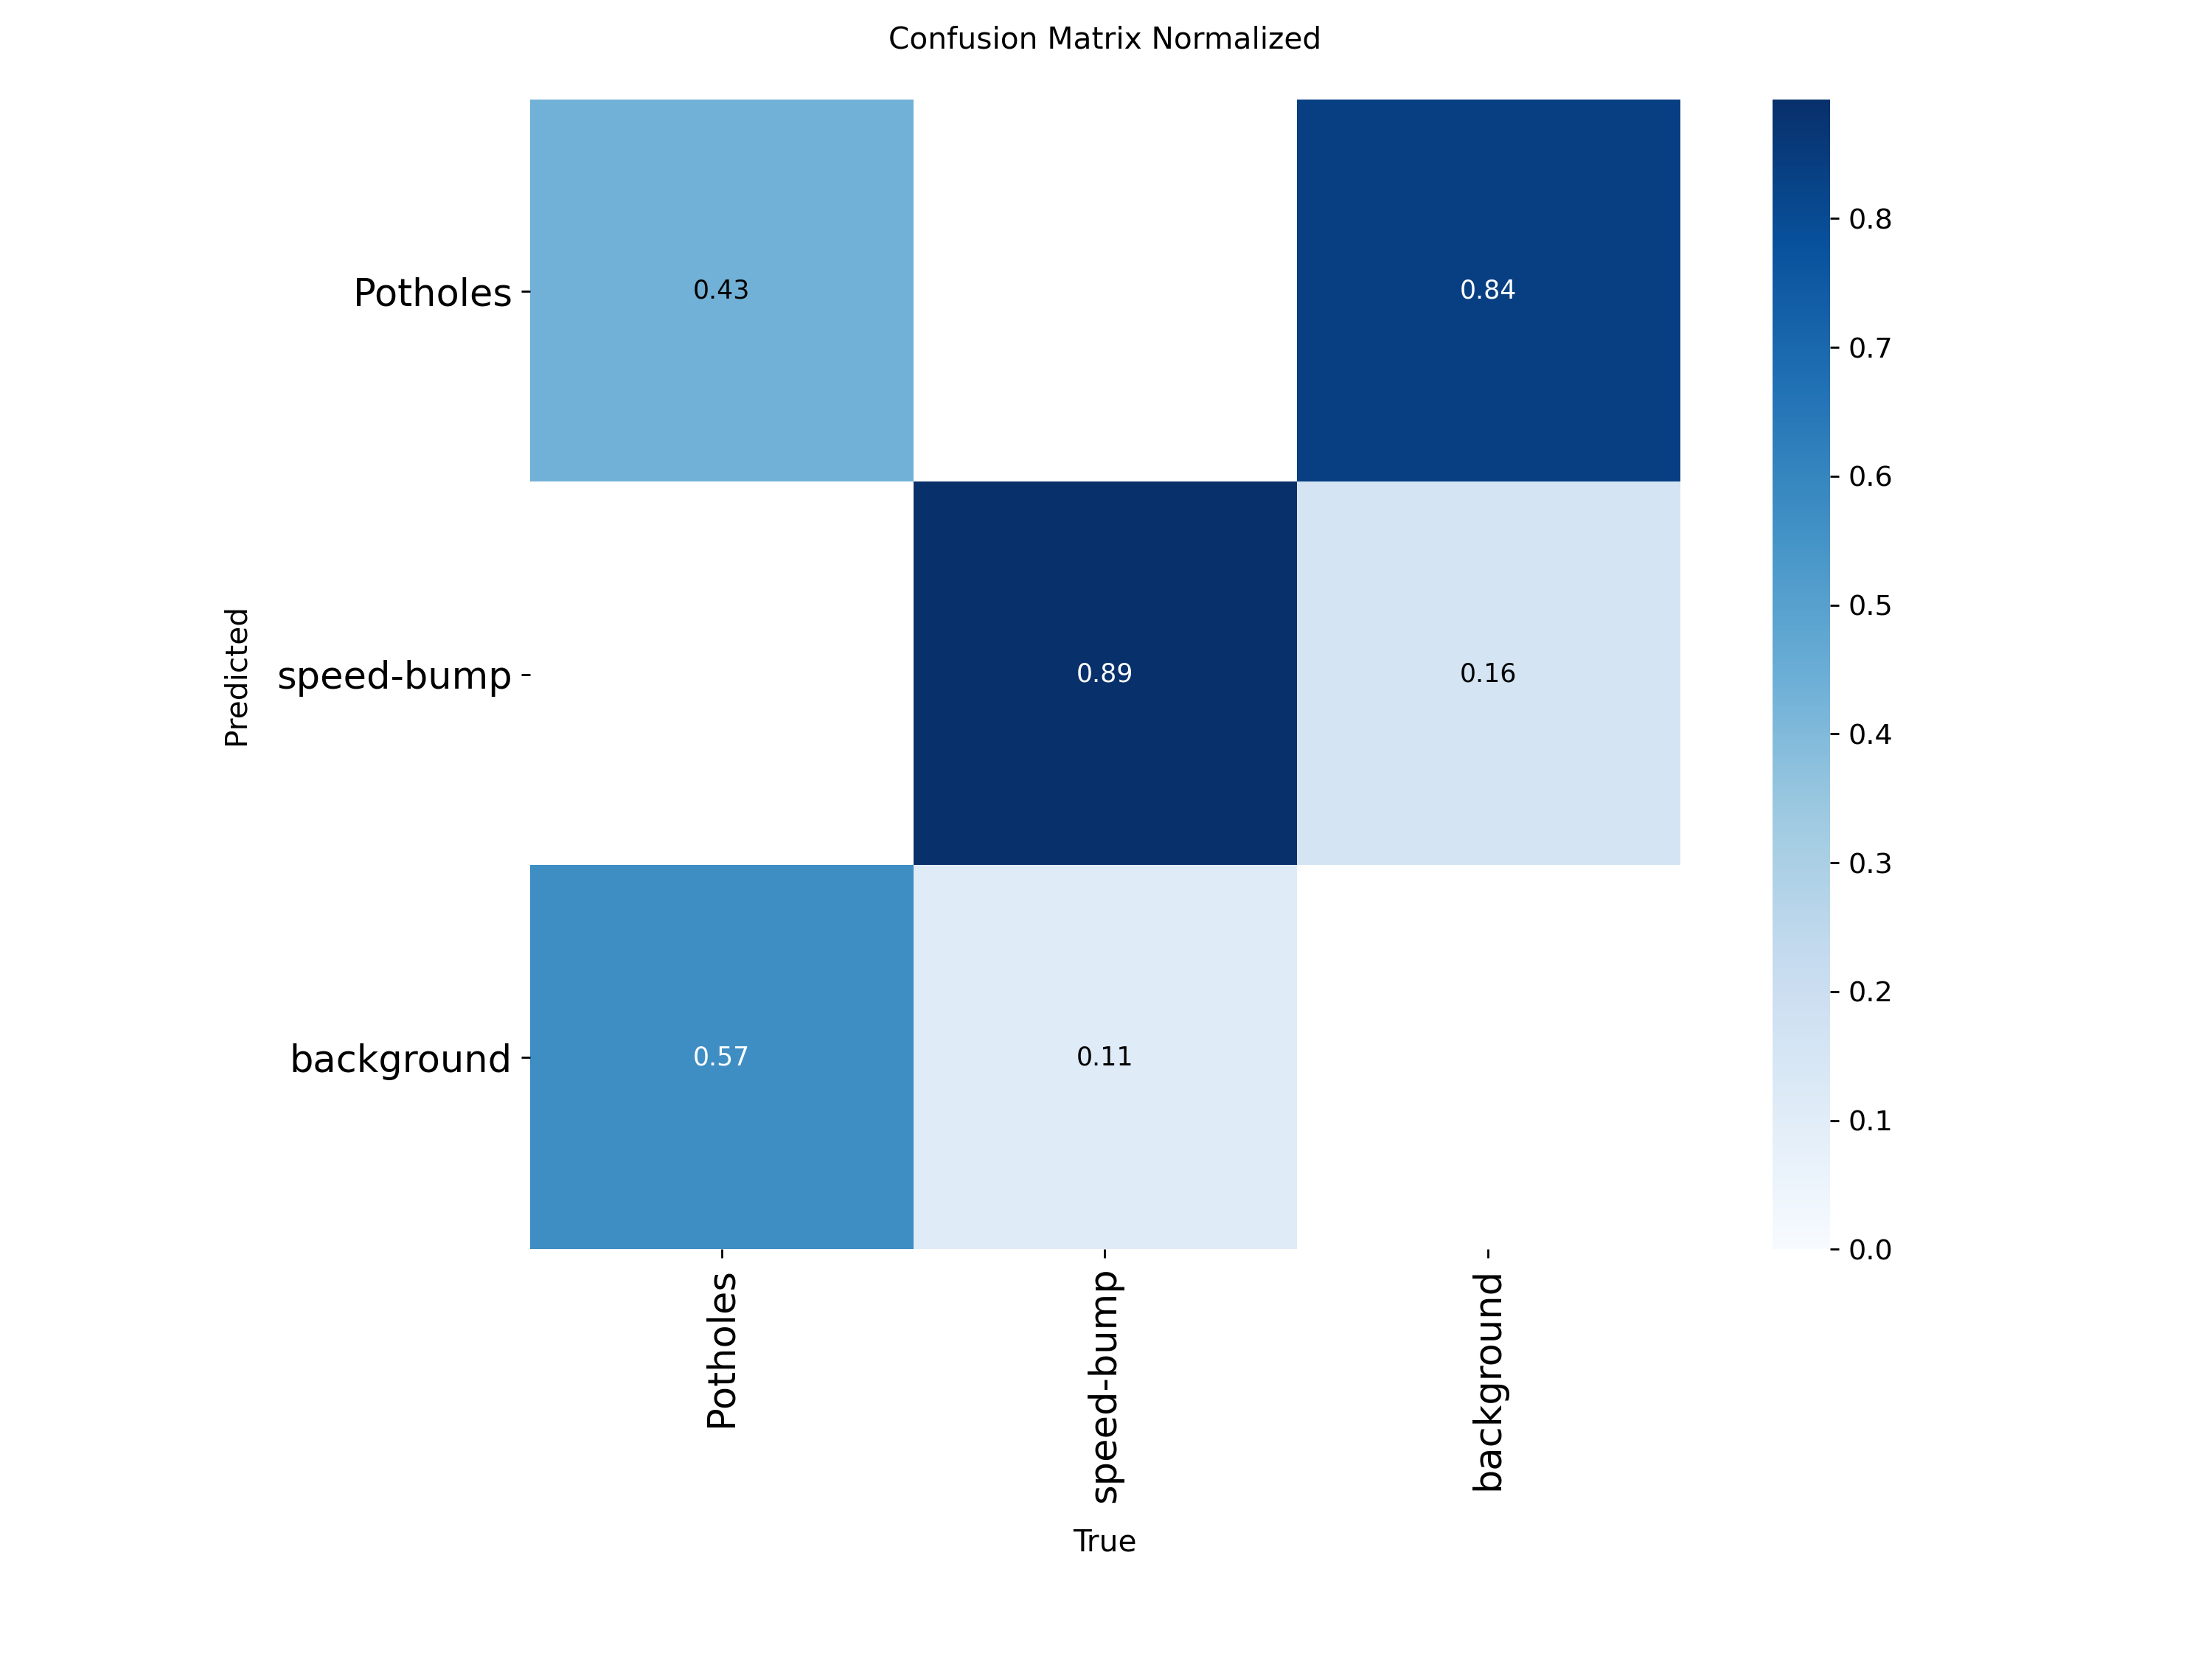 Confusion Matrix Normalized
Potholes
0.43
0.84
0.8
0.7
0.6
speed-bump
0.89
0.16
0.5
0.4
0.3
background
0.57
0.11
0.2
0.1
0.0
Predicted
Potholes
speed-bump
background
True